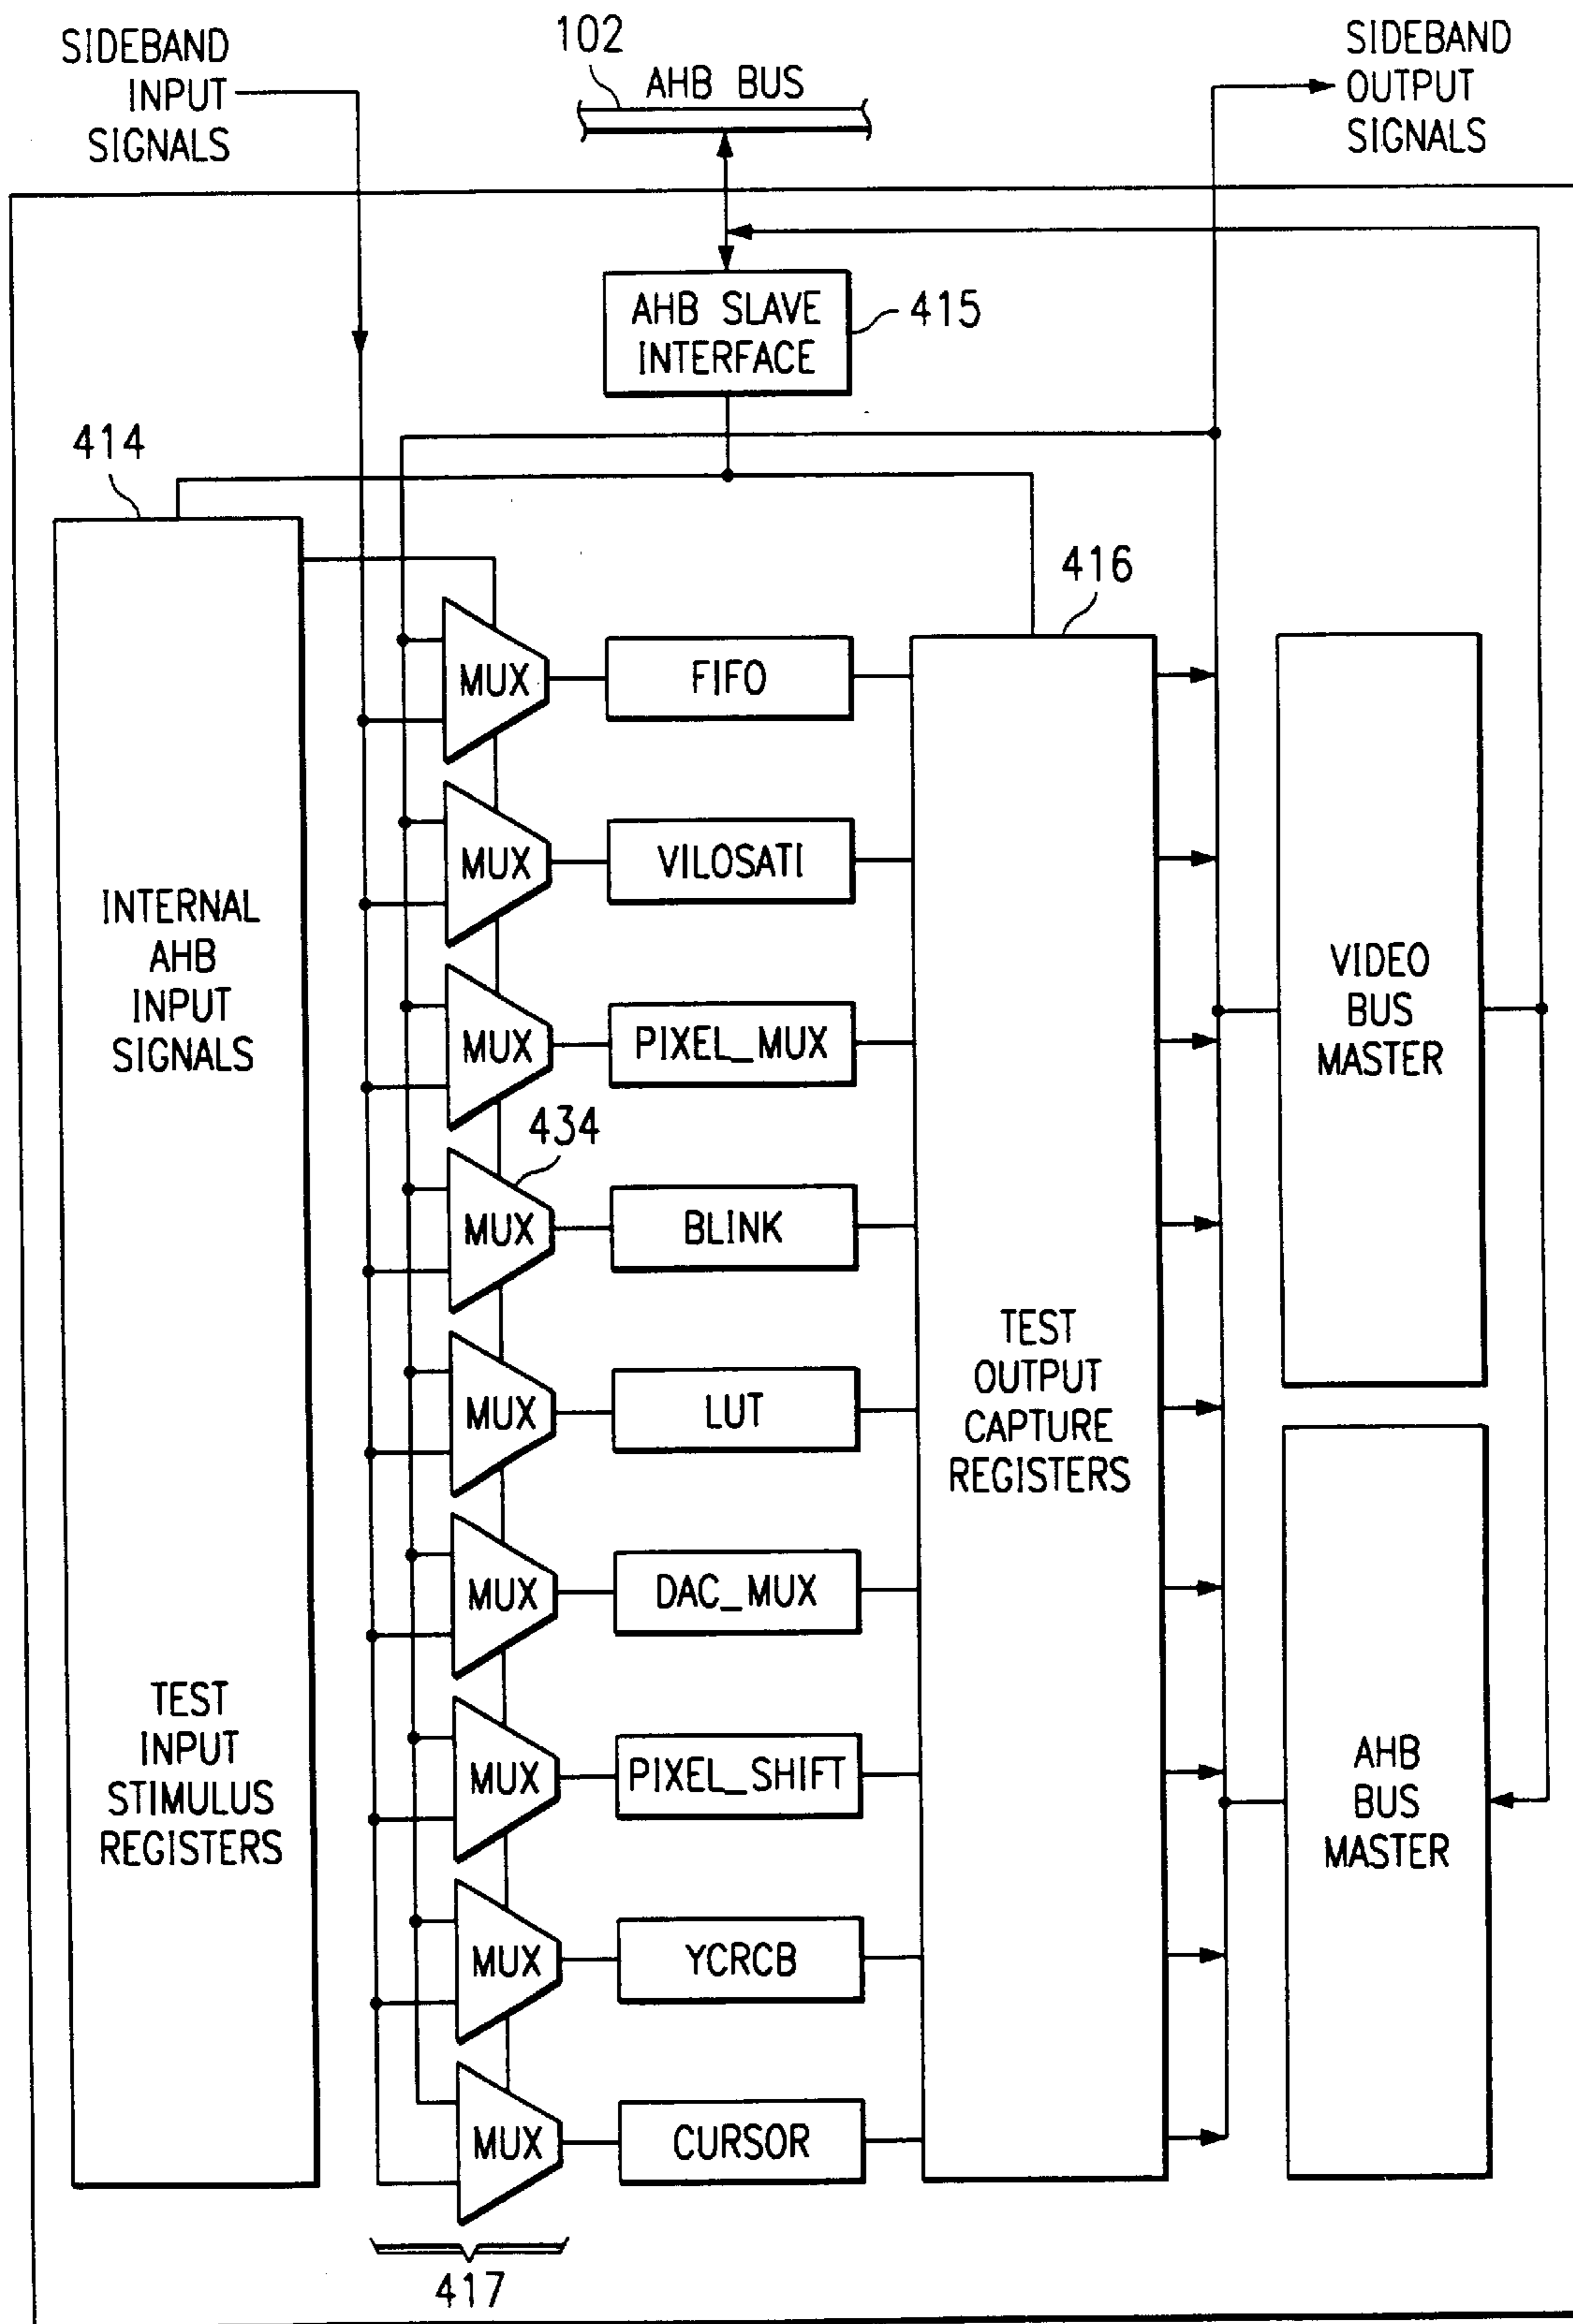 SIDEBAND
INPUT
SIGNALS
102
AHB BUS
SIDEBAND
OUTPUT
SIGNALS
AHB SLAVE
INTERFACE
415
414
416
INTERNAL
AHB
INPUT
SIGNALS
TEST
INPUT
STIMULUS
REGISTERS
MUX
FIFO
MUX
VILOSATI
MUX
PIXEL_MUX
434
MUX
BLINK
MUX
LUT
MUX
DAC_MUX
MUX
PIXEL_SHIFT
MUX
YCRCB
MUX
CURSOR
417
TEST
OUTPUT
CAPTURE
REGISTERS
VIDEO
BUS
MASTER
AHB
BUS
MASTER